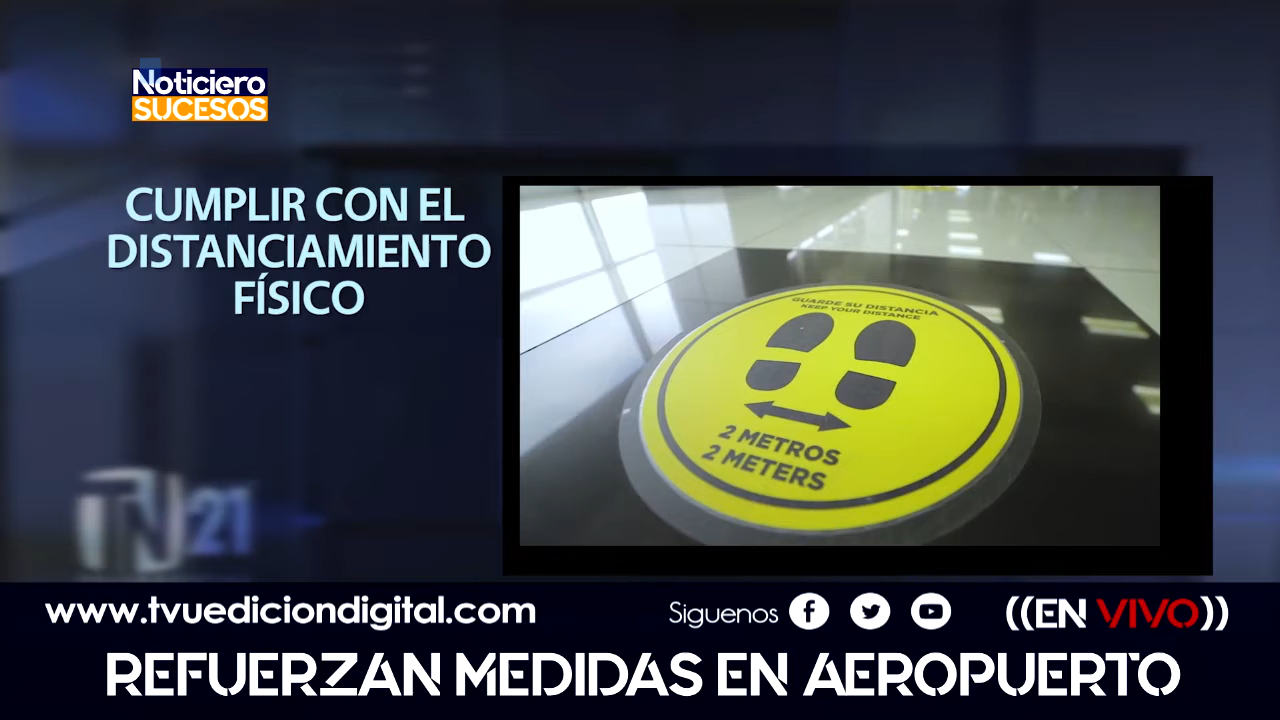 Noticiero
SUCESOS
CUMPLIR CON EL
DISTANCIAMIENTO
FÍSICO
GUARDE SU DISTANCIA
KEEP YOUR DISTANCE
2 METROS
2 METERS
21
www.tvuediciondigital.com
Siguenos
((EN VIVO))
REFUERZAN MEDIDAS EN AEROPUERTO